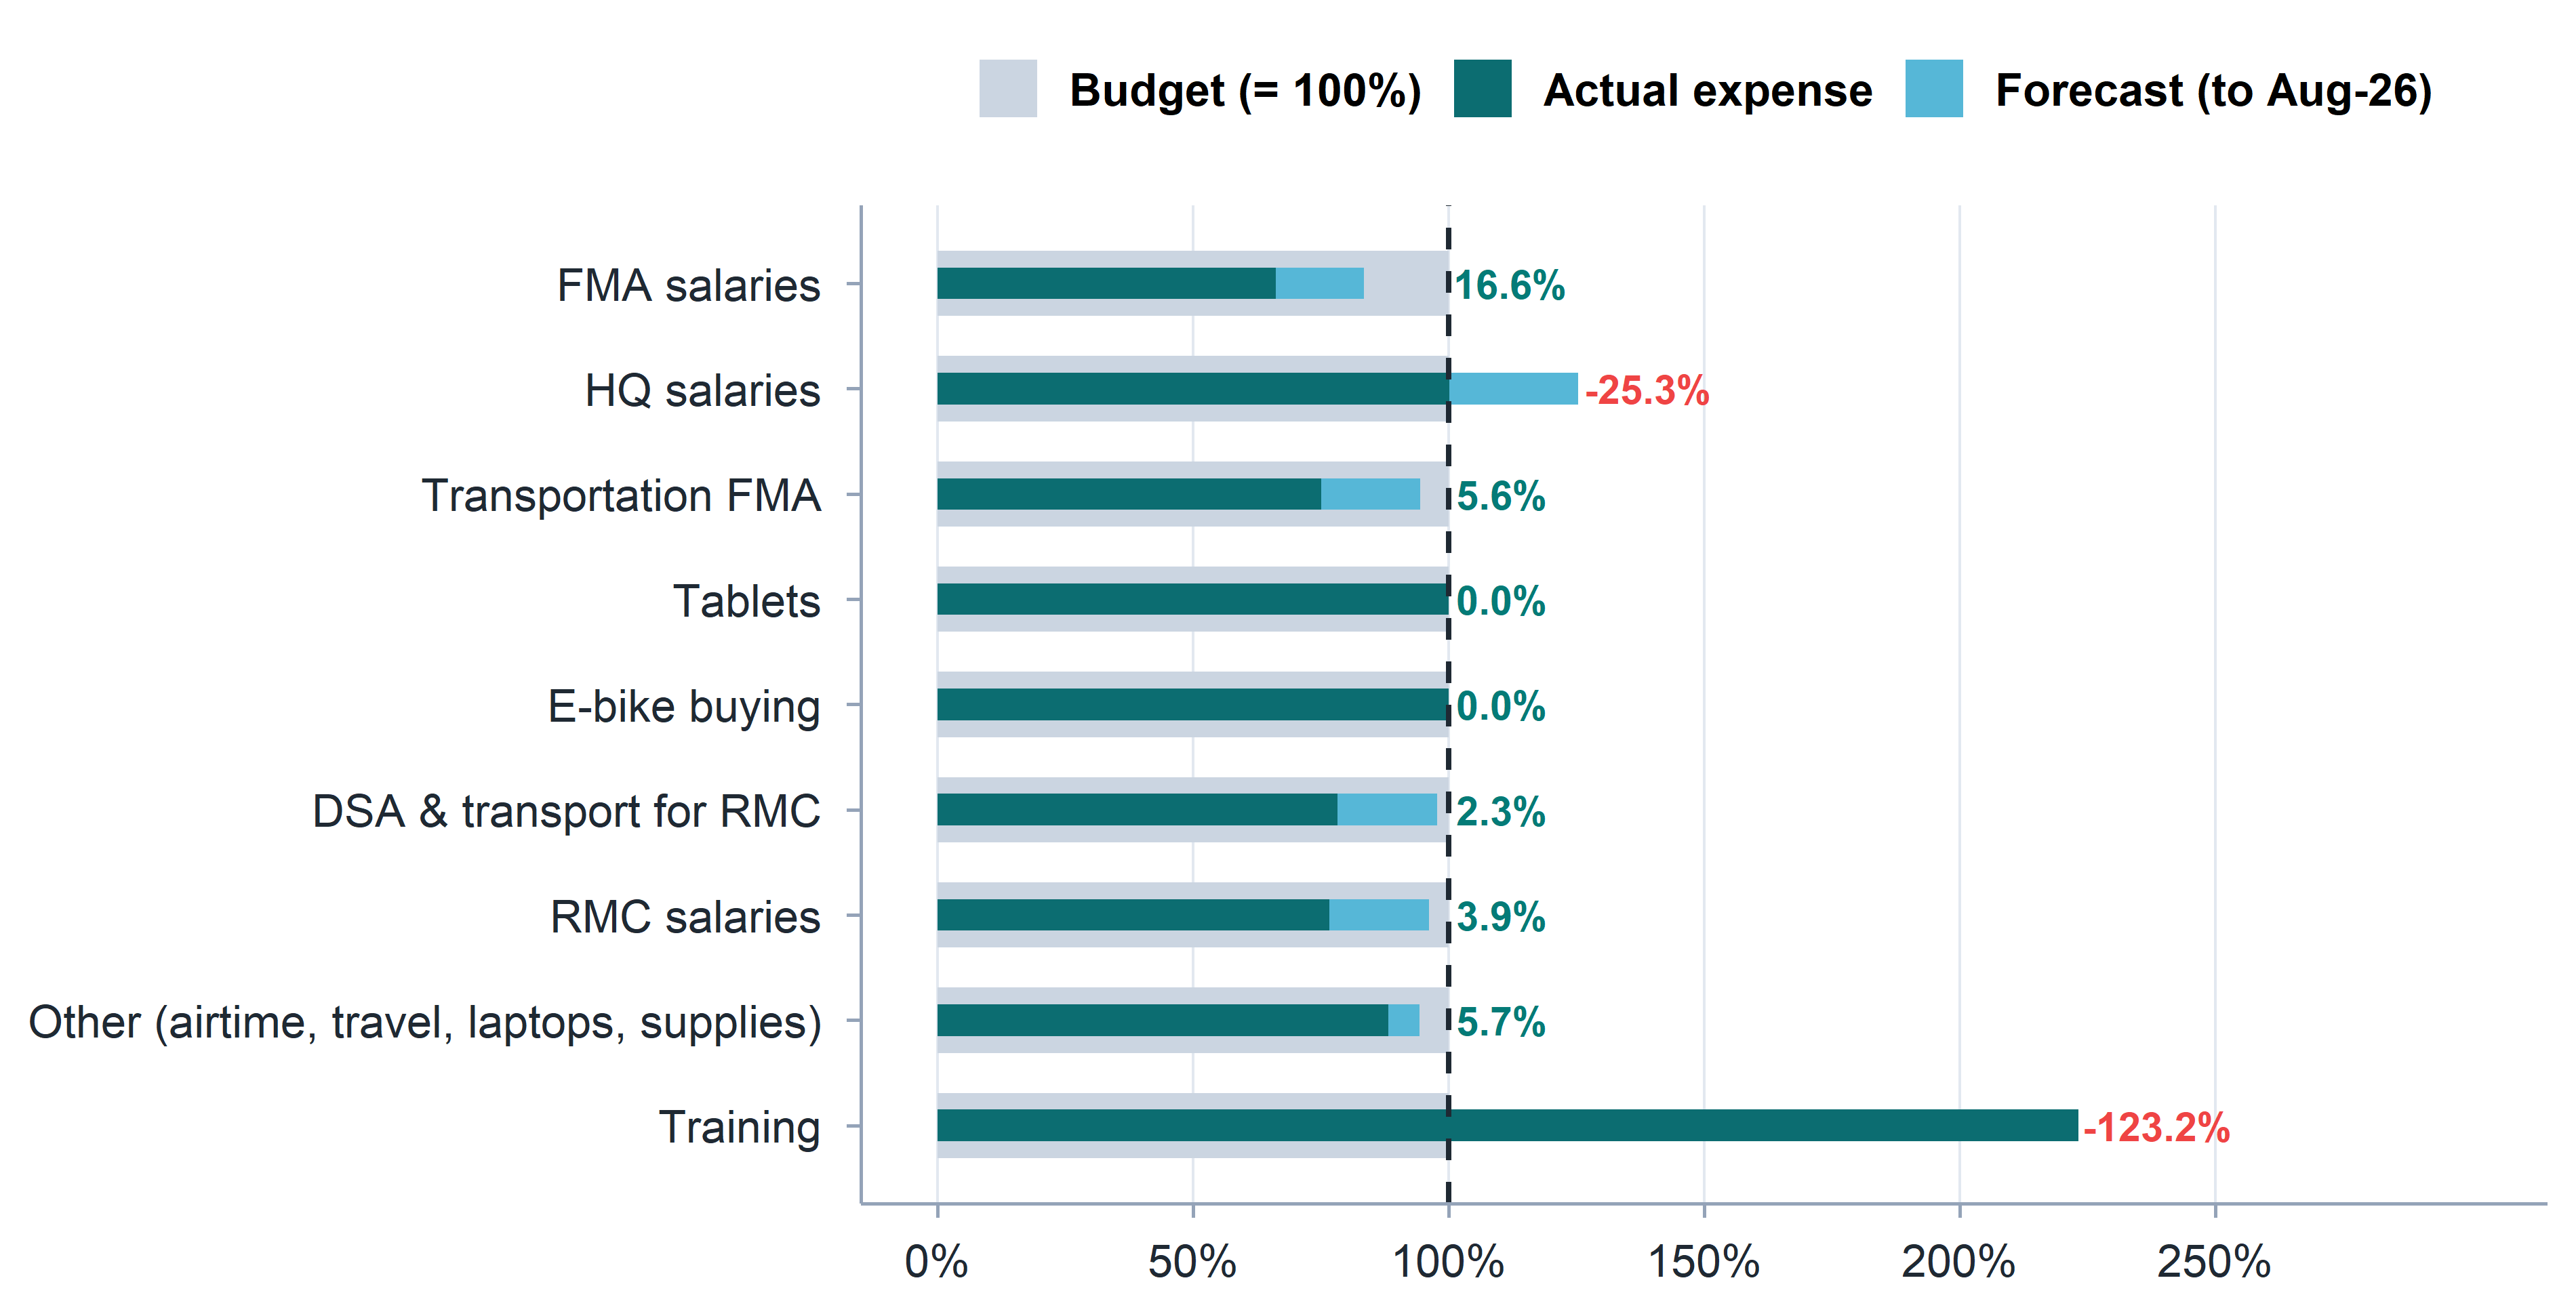 Budget (= 100%) Actual expense Forecast (to Aug-26)
FMA salaries 16.6%
HQ salaries -25.3%
Transportation FMA 5.6%
Tablets 0.0%
E-bike buying 0.0%
DSA & transport for RMC 2.3%
RMC salaries 3.9%
Other (airtime, travel, laptops, supplies) 5.7%
Training -123.2%
0% 50% 100% 150% 200% 250%